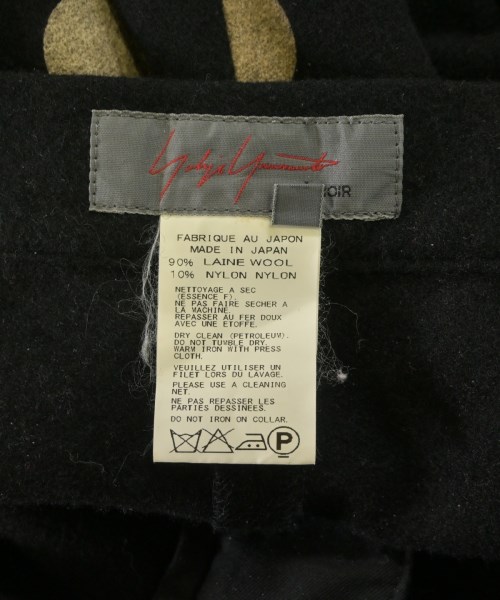 Yohji Yamamoto
NOIR
FABRIQUE AU JAPON
MADE IN JAPAN
90% LAINE WOOL
10% NYLON NYLON
NETTOYAGE A SEC
(ESSENCE F).
NE PAS FAIRE SECHER A
LA MACHINE.
REPASSER AU FER DOUX
AVEC UNE ETOFFE.
DRY CLEAN (PETROLEUM).
DO NOT TUMBLE DRY.
WARM IRON WITH PRESS
CLOTH.
VEUILLEZ UTILISER UN
FILET LORS DU LAVAGE.
PLEASE USE A CLEANING
NET.
NE PAS REPASSER LES
PARTIES DESSINEES.
DO NOT IRON ON COLLAR.
P